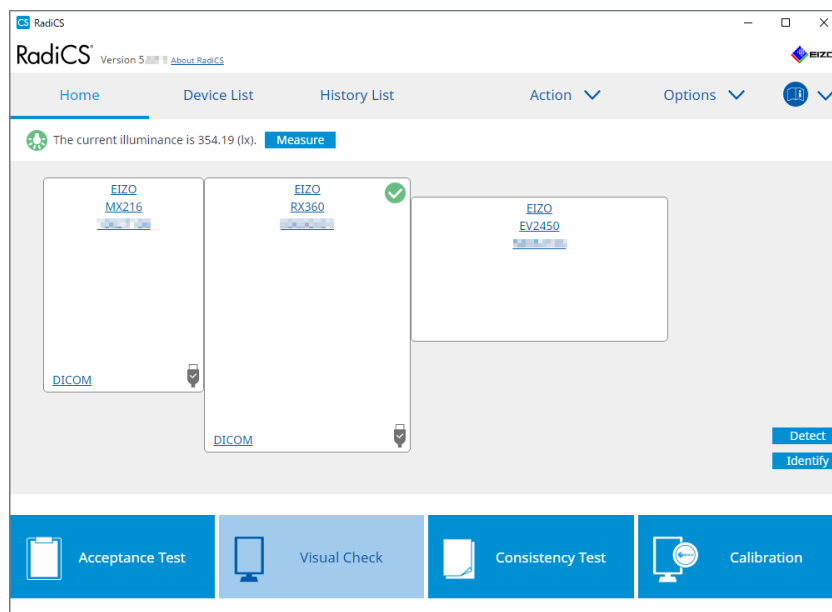 CS RadiCS
RadiCS® Version 5. About RadiCS
EIZO
Home Device List History List Action Options
The current illuminance is 354.19 (lx). Measure
EIZO
MX216
DICOM
EIZO
RX360
DICOM
EIZO
EV2450
Detect
Identify
Acceptance Test Visual Check Consistency Test Calibration